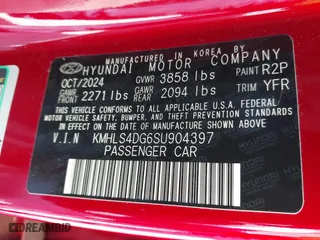 MANUFACTURED IN KOREA BY
HYUNDAI MOTOR COMPANY
OCT/2024 GVWR 3858 lbs PAINT R2P
GAWR FRONT 2271 lbs GAWR REAR 2094 lbs TRIM YFR
THIS VEHICLE CONFORMS TO ALL APPLICABLE U.S. FEDERAL
MOTOR VEHICLE SAFETY, BUMPER, AND THEFT PREVENTION
STANDARDS IN EFFECT ON THE DATE OF MANUFACTURE
SHOWN ABOVE.
V.I.N KMHLS4DG6SU904397
PASSENGER CAR
HYUNDAI
DREAMBID